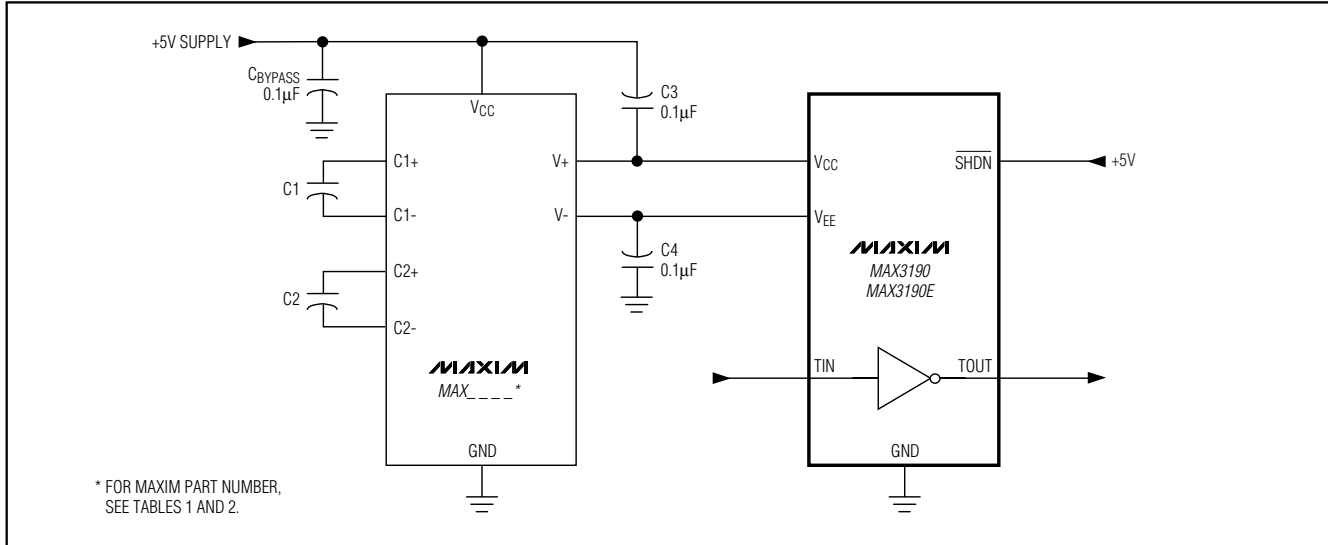 +5V SUPPLY
CBYPASS
0.1µF
C3
0.1µF
VCC
C1+
V+
VCC
SHDN
+5V
C1
C1-
V-
VEE
C4
0.1µF
C2+
C2
C2-
MAXIM
MAX3190
MAX3190E
MAXIM
MAX_ _ _ _*
TIN
TOUT
GND
GND
* FOR MAXIM PART NUMBER,
SEE TABLES 1 AND 2.